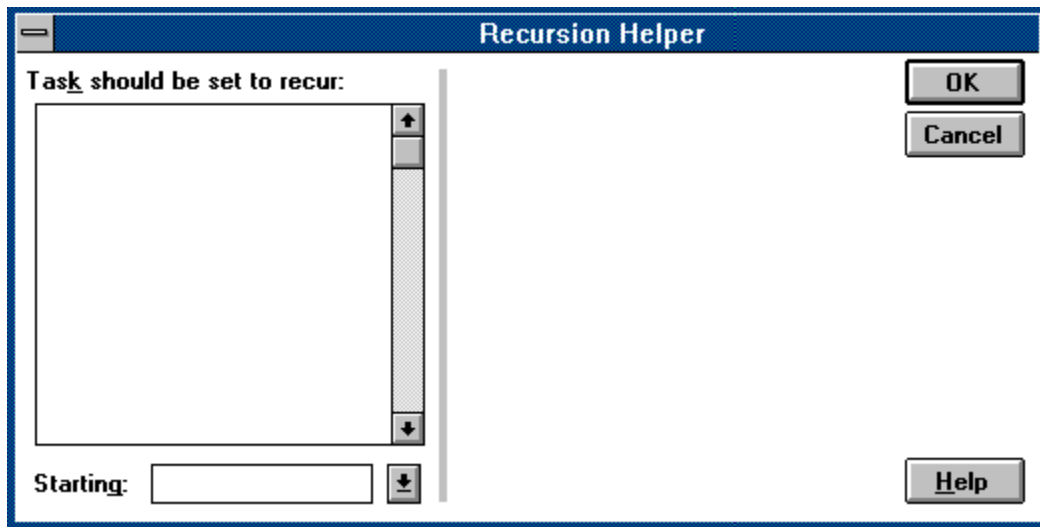 Recursion Helper
Task should be set to recur:
OK
Cancel
Starting:
Help